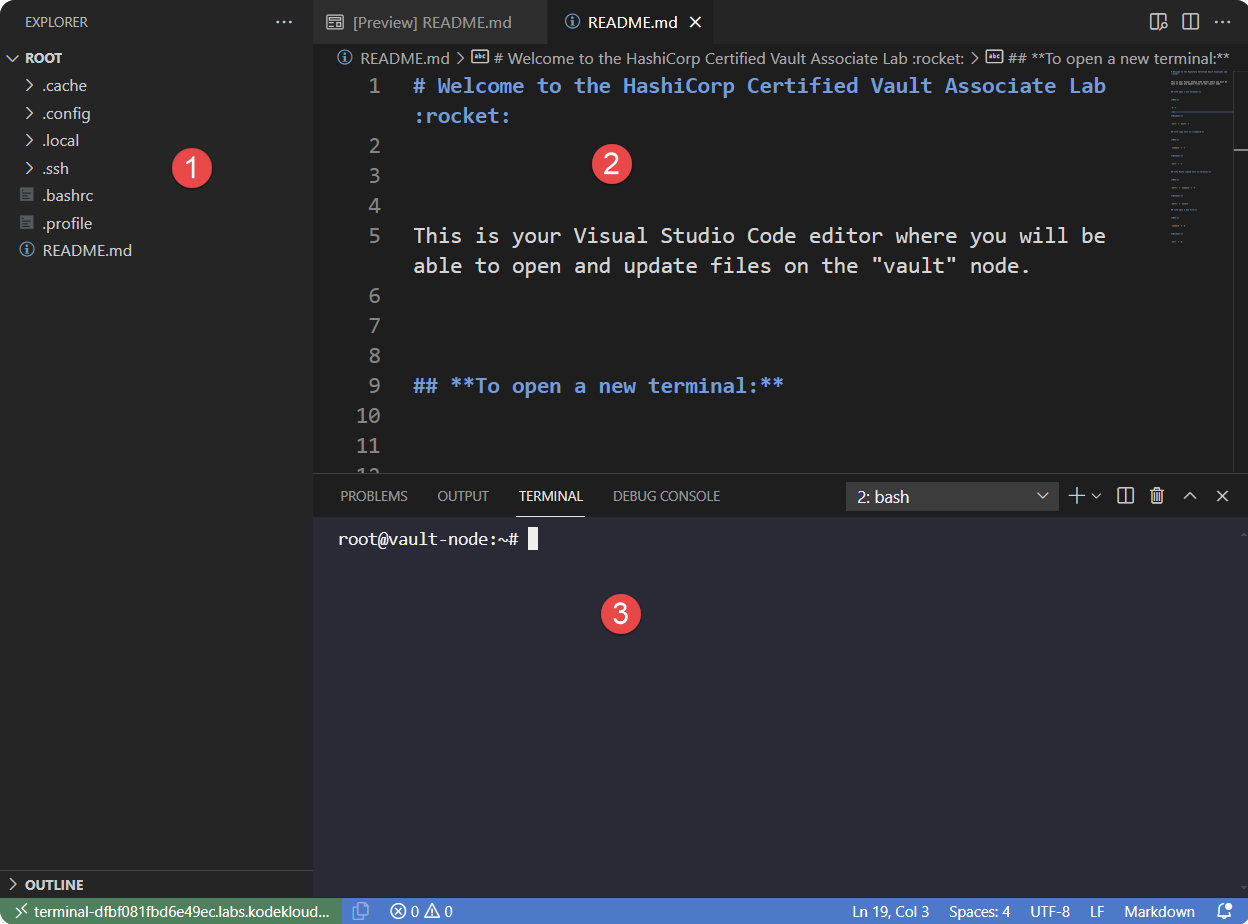 EXPLORER
ROOT
.cache
.config
.local
.ssh
.bashrc
.profile
README.md
1
OUTLINE
[Preview] README.md
README.md
README.md > # Welcome to the HashiCorp Certified Vault Associate Lab :rocket: > ## **To open a new terminal:**
1 # Welcome to the HashiCorp Certified Vault Associate Lab
:rocket:
2
2
3
4
5 This is your Visual Studio Code editor where you will be
able to open and update files on the "vault" node.
6
7
8
9 ## **To open a new terminal:**
10
11
12
PROBLEMS OUTPUT TERMINAL DEBUG CONSOLE 2: bash
root@vault-node:~#
3
terminal-dfbf081fbd6e49ec.labs.kodekloud... 0 0 Ln 19, Col 3 Spaces: 4 UTF-8 LF Markdown